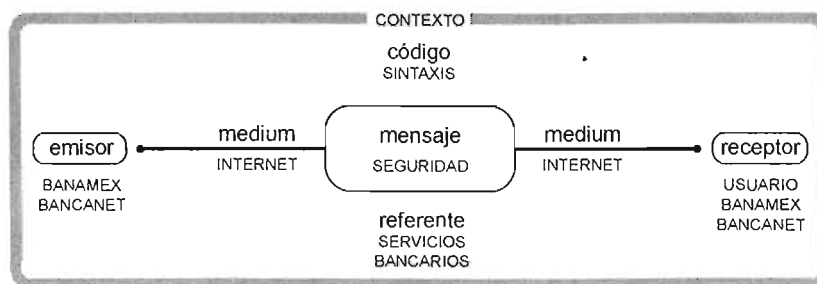 CONTEXTO
código
SINTAXIS
emisor
medium
mensaje
medium
receptor
INTERNET
SEGURIDAD
INTERNET
BANAMEX
BANCANET
USUARIO
BANAMEX
BANCANET
referente
SERVICIOS
BANCARIOS